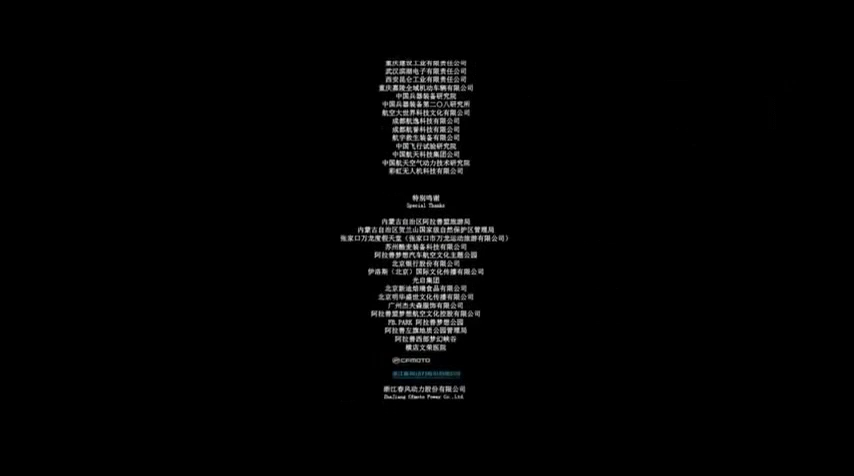 重庆建设工业有限责任公司
武汉滨湖电子有限责任公司
西安昆仑工业有限责任公司
重庆嘉陵全域机动车辆有限公司
中国兵器装备研究院
中国兵器装备第二〇八研究所
航空大世界科技文化有限公司
成都航逸科技有限公司
成都航誉科技有限公司
航宇救生装备有限公司
中国飞行试验研究院
中国航天科技集团公司
中国航天空气动力技术研究院
彩虹无人机科技有限公司
特别鸣谢
Special Thanks
内蒙古自治区阿拉善盟旅游局
内蒙古自治区贺兰山国家级自然保护区管理局
张家口万龙度假天堂（张家口市万龙运动旅游有限公司）
苏州酷麦装备科技有限公司
阿拉善梦想汽车航空文化主题公园
北京银行股份有限公司
伊洛斯（北京）国际文化传播有限公司
光启集团
北京新迪焙瑞食品有限公司
北京明华盛世文化传播有限公司
广州杰夫森服饰有限公司
阿拉善盟梦想航空文化控股有限公司
FB.PARK 阿拉善梦想公园
阿拉善左旗地质公园管理局
阿拉善西部梦幻峡谷
横店文荣医院
CFMOTO
浙江春风动力股份有限公司
ZheJiang CFmoto Power Co.,Ltd